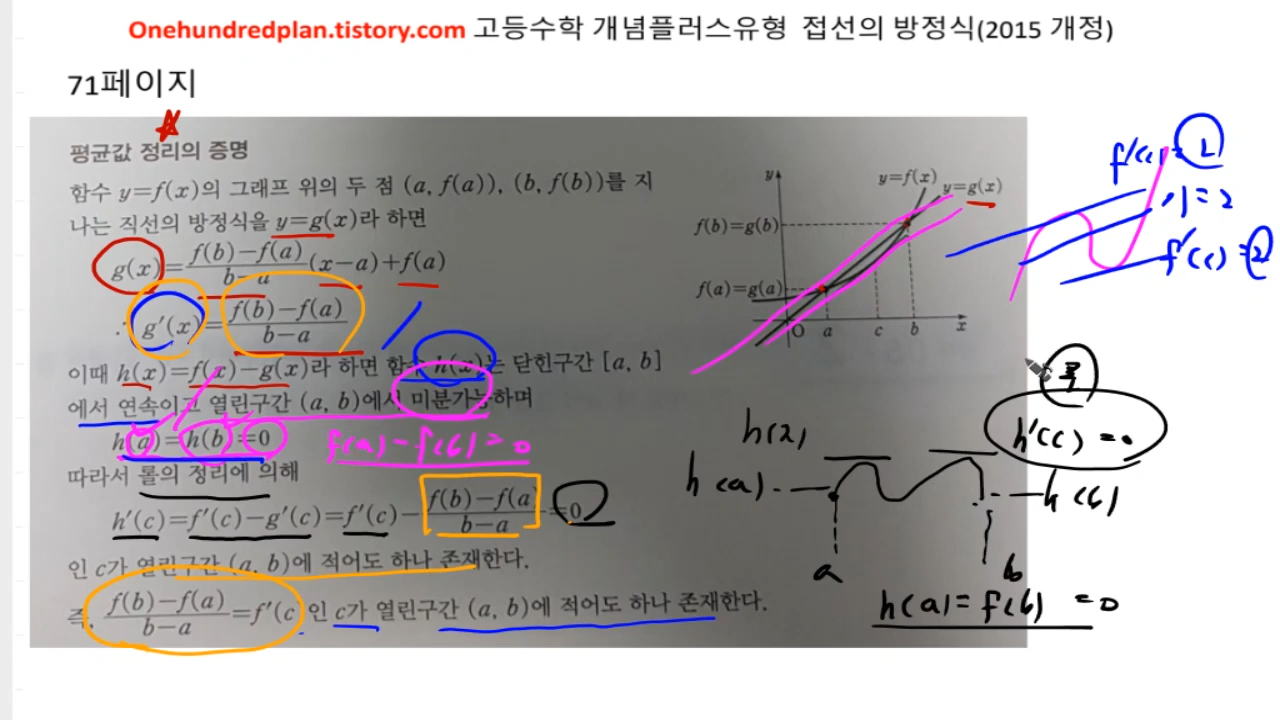 Onehundredplan.tistory.com 고등수학 개념플러스유형 접선의 방정식(2015 개정)
71페이지
평균값 정리의 증명
함수 y=f(x)의 그래프 위의 두 점 (a, f(a)), (b, f(b))를 지
나는 직선의 방정식을 y=g(x)라 하면
g(x)=f(b)-f(a)/b-a(x-a)+f(a)
∴ g′(x)=f(b)-f(a)/b-a
이때 h(x)=f(x)-g(x)라 하면 함수 h(x)는 닫힌구간 [a, b]
에서 연속이고 열린구간 (a, b)에서 미분가능하며
h(a)=h(b)=0
f(a)-f(b)=0
따라서 롤의 정리에 의해
h′(c)=f′(c)-g′(c)=f′(c)-f(b)-f(a)/b-a=0
인 c가 열린구간 (a, b)에 적어도 하나 존재한다.
즉, f(b)-f(a)/b-a=f′(c 인 c가 열린구간 (a, b)에 적어도 하나 존재한다.
y
y=f(x)
y=g(x)
f(b)=g(b)
f(a)=g(a)
O a c b x
f′(c)=
=2
f′(c)=2
롤
h′(c)=0
h(x)
h(a)
h(b)
a
b
h(a)=f(b)=0